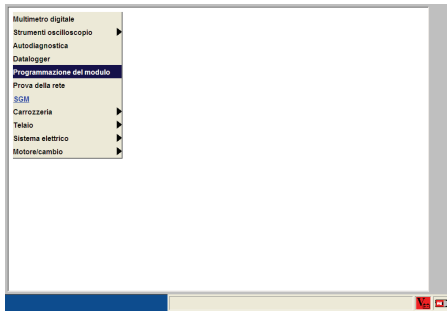 Multimetro digitale
Strumenti oscilloscopio
Autodiagnostica
Datalogger
Programmazione del modulo
Prova della rete
SGM
Carrozzeria
Telaio
Sistema elettrico
Motore/cambio